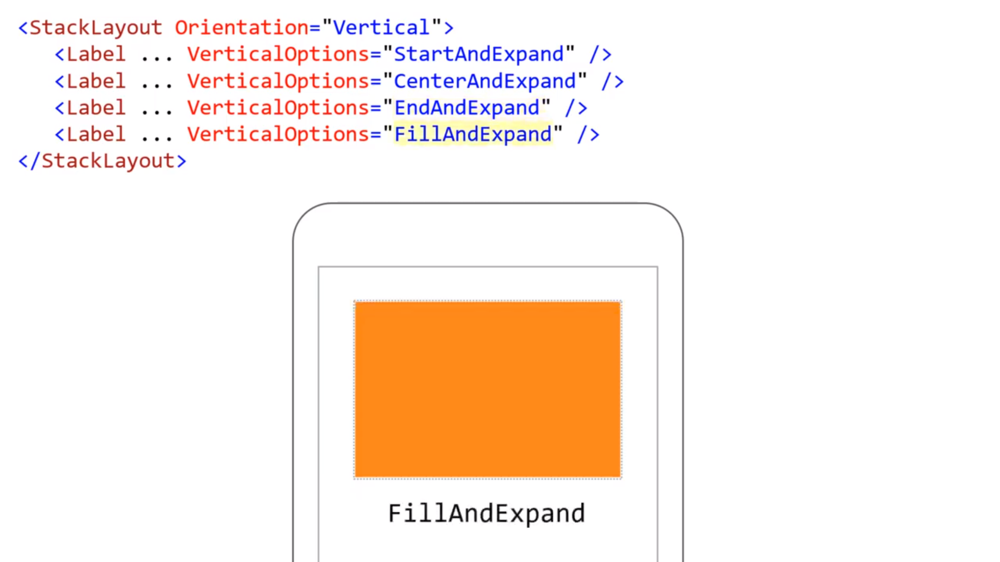 <StackLayout Orientation="Vertical">
<Label ... VerticalOptions="StartAndExpand" />
<Label ... VerticalOptions="CenterAndExpand" />
<Label ... VerticalOptions="EndAndExpand" />
<Label ... VerticalOptions="FillAndExpand" />
</StackLayout>
FillAndExpand